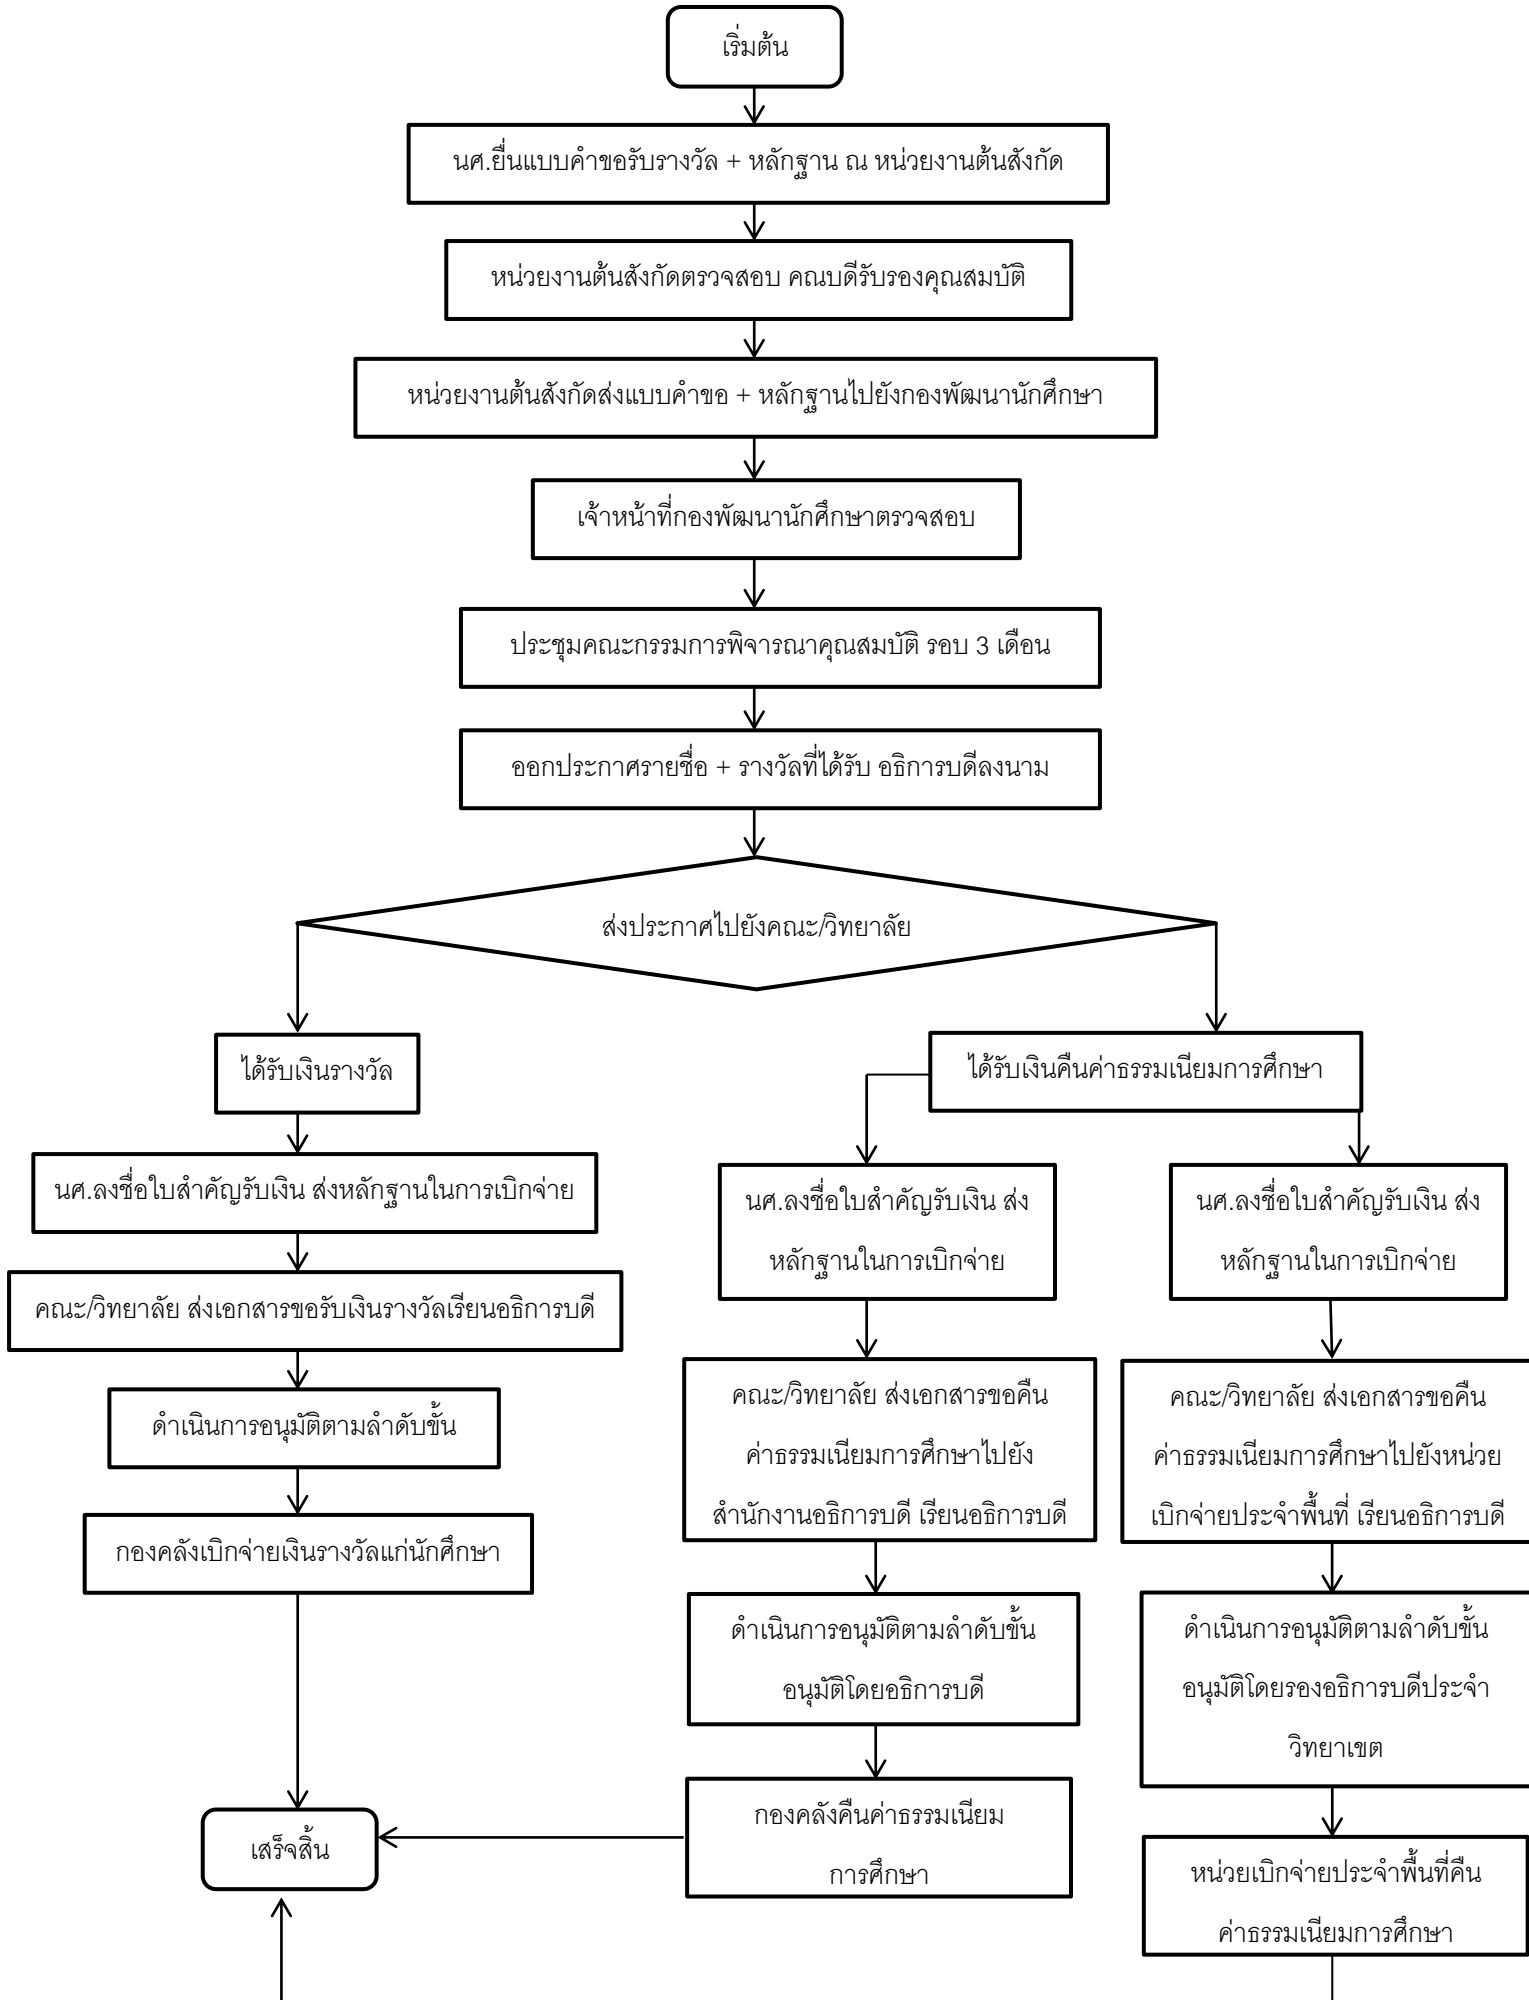 เริ่มต้น
นศ.ยื่นแบบคำขอรับรางวัล + หลักฐาน ณ หน่วยงานต้นสังกัด
หน่วยงานต้นสังกัดตรวจสอบ คณบดีรับรองคุณสมบัติ
หน่วยงานต้นสังกัดส่งแบบคำขอ + หลักฐานไปยังกองพัฒนานักศึกษา
เจ้าหน้าที่กองพัฒนานักศึกษาตรวจสอบ
ประชุมคณะกรรมการพิจารณาคุณสมบัติ รอบ 3 เดือน
ออกประกาศรายชื่อ + รางวัลที่ได้รับ อธิการบดีลงนาม
ส่งประกาศไปยังคณะ/วิทยาลัย
ได้รับเงินรางวัล
นศ.ลงชื่อใบสำคัญรับเงิน ส่งหลักฐานในการเบิกจ่าย
คณะ/วิทยาลัย ส่งเอกสารขอรับเงินรางวัลเรียนอธิการบดี
ดำเนินการอนุมัติตามลำดับขั้น
กองคลังเบิกจ่ายเงินรางวัลแก่นักศึกษา
ได้รับเงินคืนค่าธรรมเนียมการศึกษา
นศ.ลงชื่อใบสำคัญรับเงิน ส่ง
หลักฐานในการเบิกจ่าย
คณะ/วิทยาลัย ส่งเอกสารขอคืน
ค่าธรรมเนียมการศึกษาไปยัง
สำนักงานอธิการบดี เรียนอธิการบดี
ดำเนินการอนุมัติตามลำดับขั้น
อนุมัติโดยอธิการบดี
กองคลังคืนค่าธรรมเนียม
การศึกษา
นศ.ลงชื่อใบสำคัญรับเงิน ส่ง
หลักฐานในการเบิกจ่าย
คณะ/วิทยาลัย ส่งเอกสารขอคืน
ค่าธรรมเนียมการศึกษาไปยังหน่วย
เบิกจ่ายประจำพื้นที่ เรียนอธิการบดี
ดำเนินการอนุมัติตามลำดับขั้น
อนุมัติโดยรองอธิการบดีประจำ
วิทยาเขต
หน่วยเบิกจ่ายประจำพื้นที่คืน
ค่าธรรมเนียมการศึกษา
เสร็จสิ้น